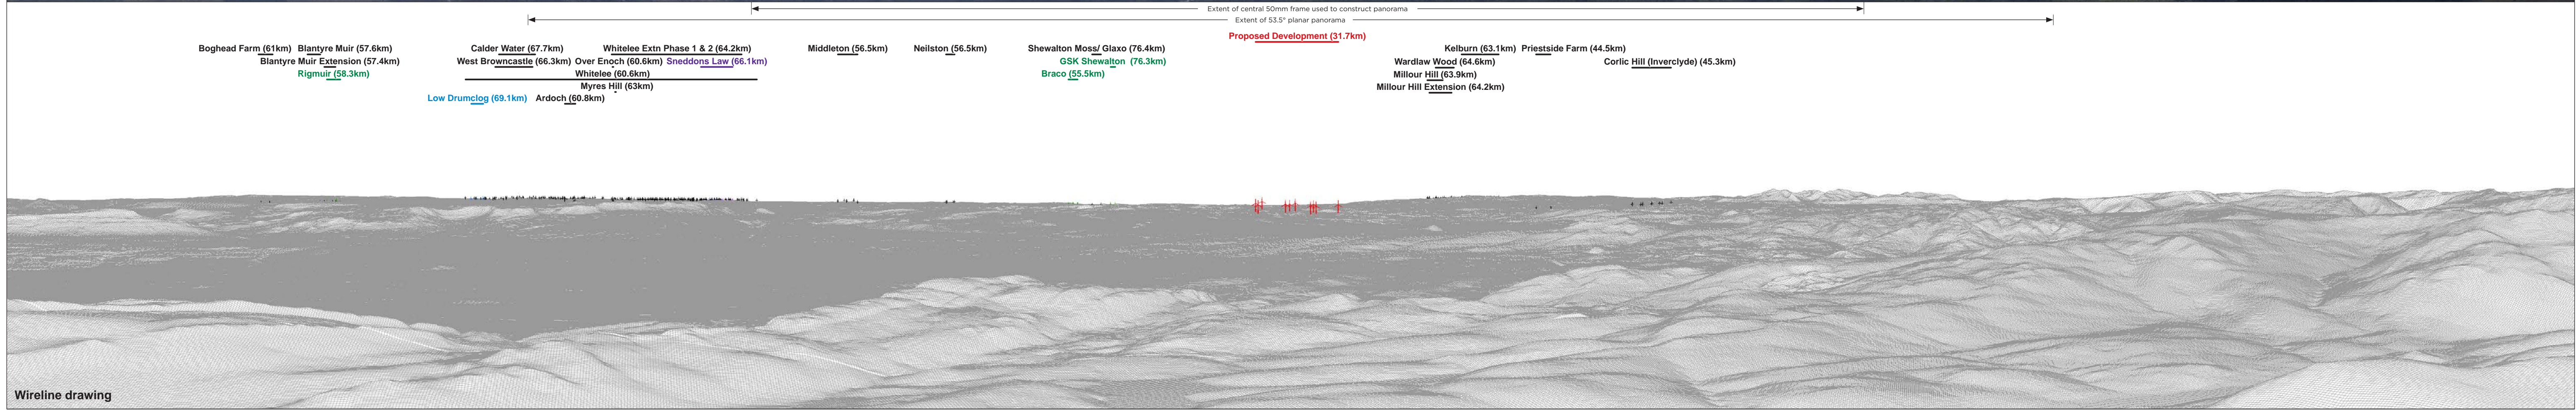 Extent of central 50mm frame used to construct panorama
Extent of 53.5° planar panorama
Proposed Development (31.7km)
Boghead Farm (61km) Blantyre Muir (57.6km) Calder Water (67.7km) Whitelee Extn Phase 1 & 2 (64.2km) Middleton (56.5km) Neilston (56.5km) Shewalton Moss/ Glaxo (76.4km) Kelburn (63.1km) Priestside Farm (44.5km)
Blantyre Muir Extension (57.4km) West Browncastle (66.3km) Over Enoch (60.6km) Sneddons Law (66.1km) GSK Shewalton (76.3km) Wardlaw Wood (64.6km) Corlic Hill (Inverclyde) (45.3km)
Rigmuir (58.3km) Whitelee (60.6km) Braco (55.5km) Millour Hill (63.9km)
Myres Hill (63km) Millour Hill Extension (64.2km)
Low Drumclog (69.1km) Ardoch (60.8km)
Wireline drawing